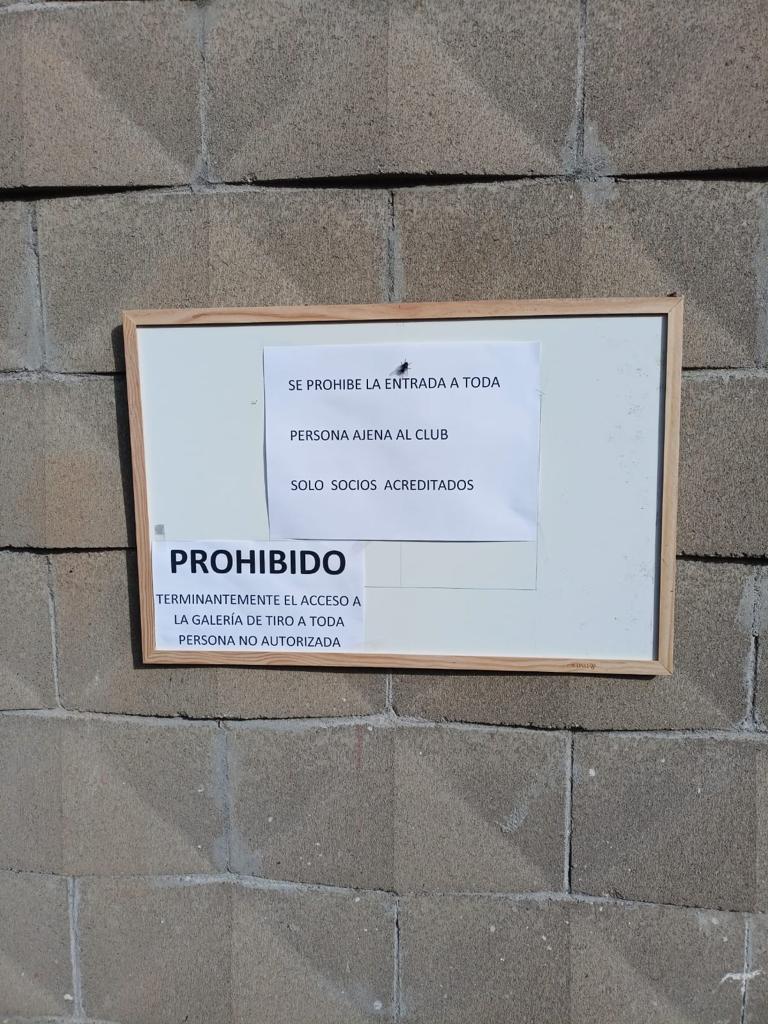 SE PROHIBE LA ENTRADA A TODA
PERSONA AJENA AL CLUB
SOLO SOCIOS ACREDITADOS
PROHIBIDO
TERMINANTEMENTE EL ACCESO A
LA GALERÍA DE TIRO A TODA
PERSONA NO AUTORIZADA